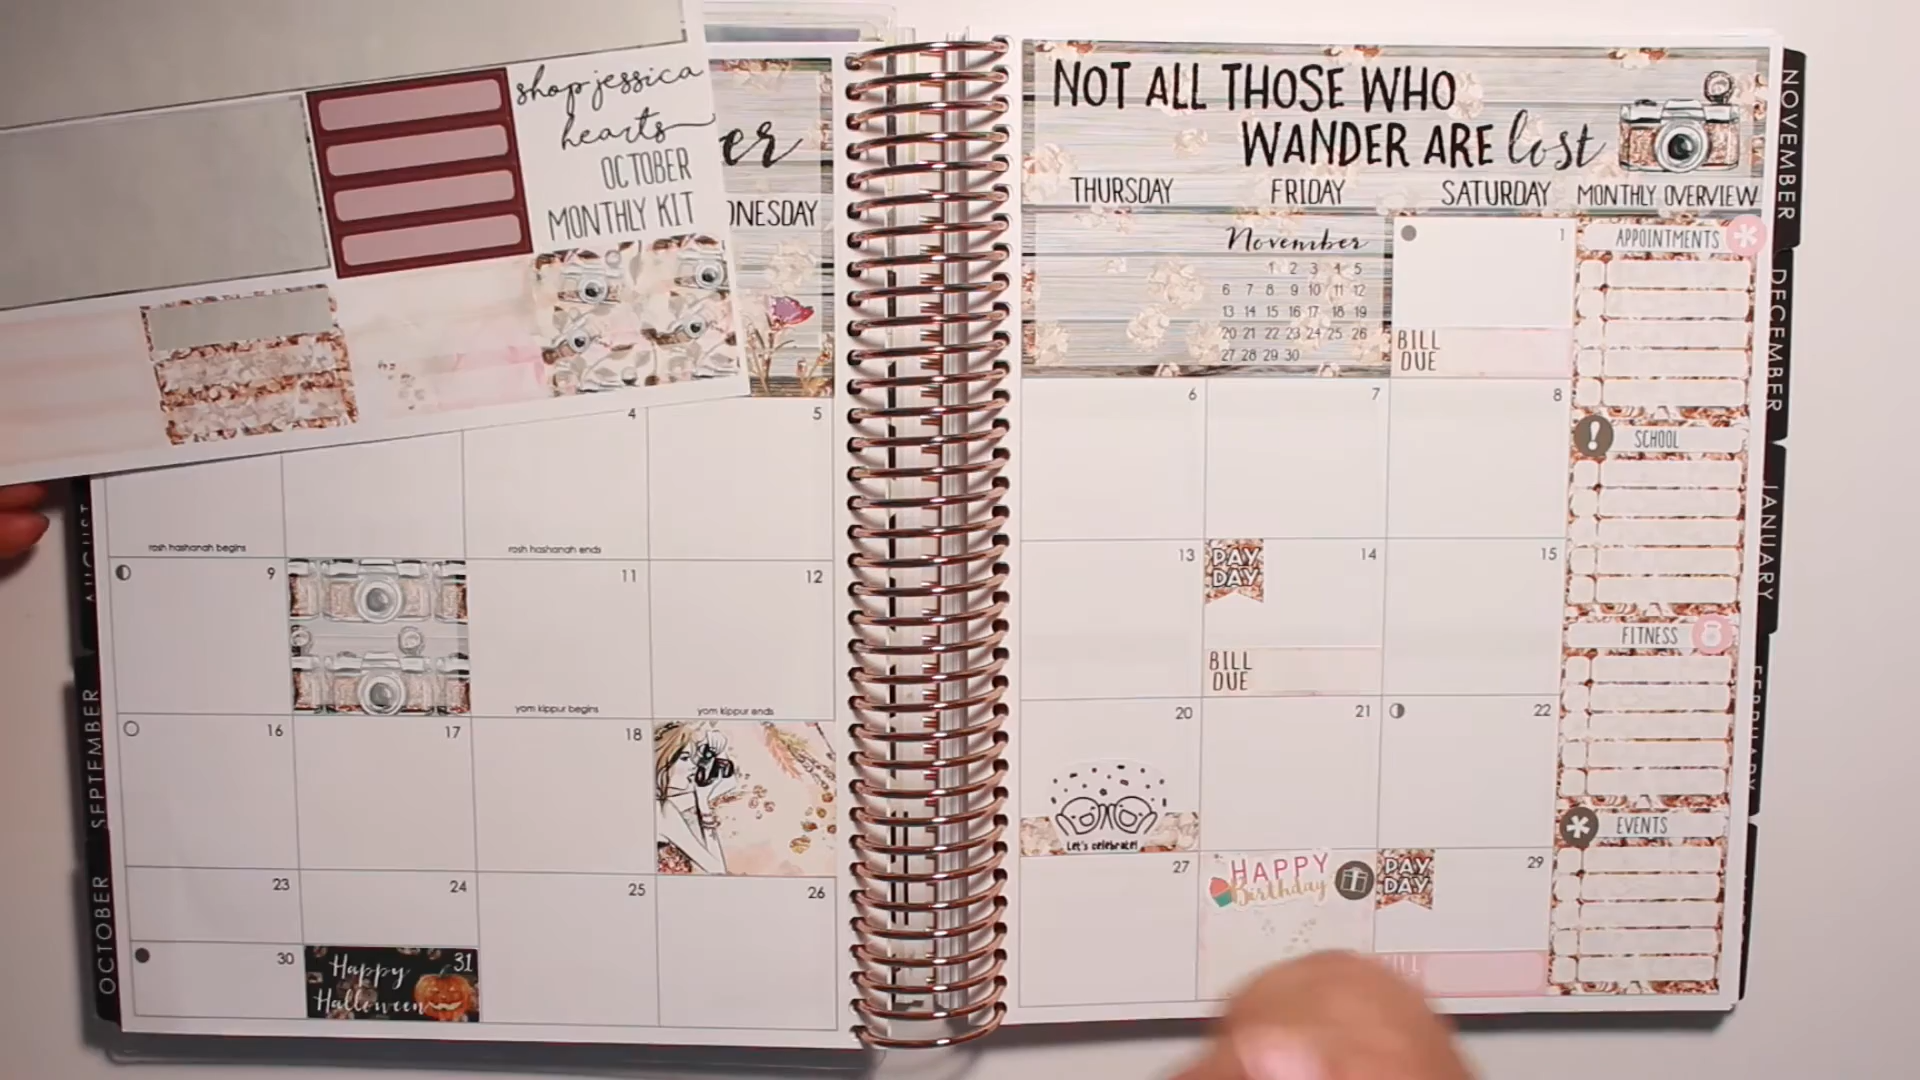 shop jessica
hearts
OCTOBER
MONTHLY KIT
er
NESDAY
4
5
rosh hashanah begins
rosh hashanah ends
9
11
12
yom kippur begins
yom kippur ends
16
17
18
23
24
25
26
30
31
Happy
Halloween
AUGUST
SEPTEMBER
OCTOBER
NOT ALL THOSE WHO
WANDER ARE lost
THURSDAY
FRIDAY
SATURDAY
MONTHLY OVERVIEW
November
1 2 3 4 5
6 7 8 9 10 11 12
13 14 15 16 17 18 19
20 21 22 23 24 25 26
27 28 29 30
1
BILL
DUE
6
7
8
13
PAY
DAY
14
15
BILL
DUE
20
Let's celebrate!
21
22
27
HAPPY
Birthday
PAY
DAY
29
BILL
APPOINTMENTS
SCHOOL
!
FITNESS
EVENTS
NOVEMBER
DECEMBER
JANUARY
FEBRUARY